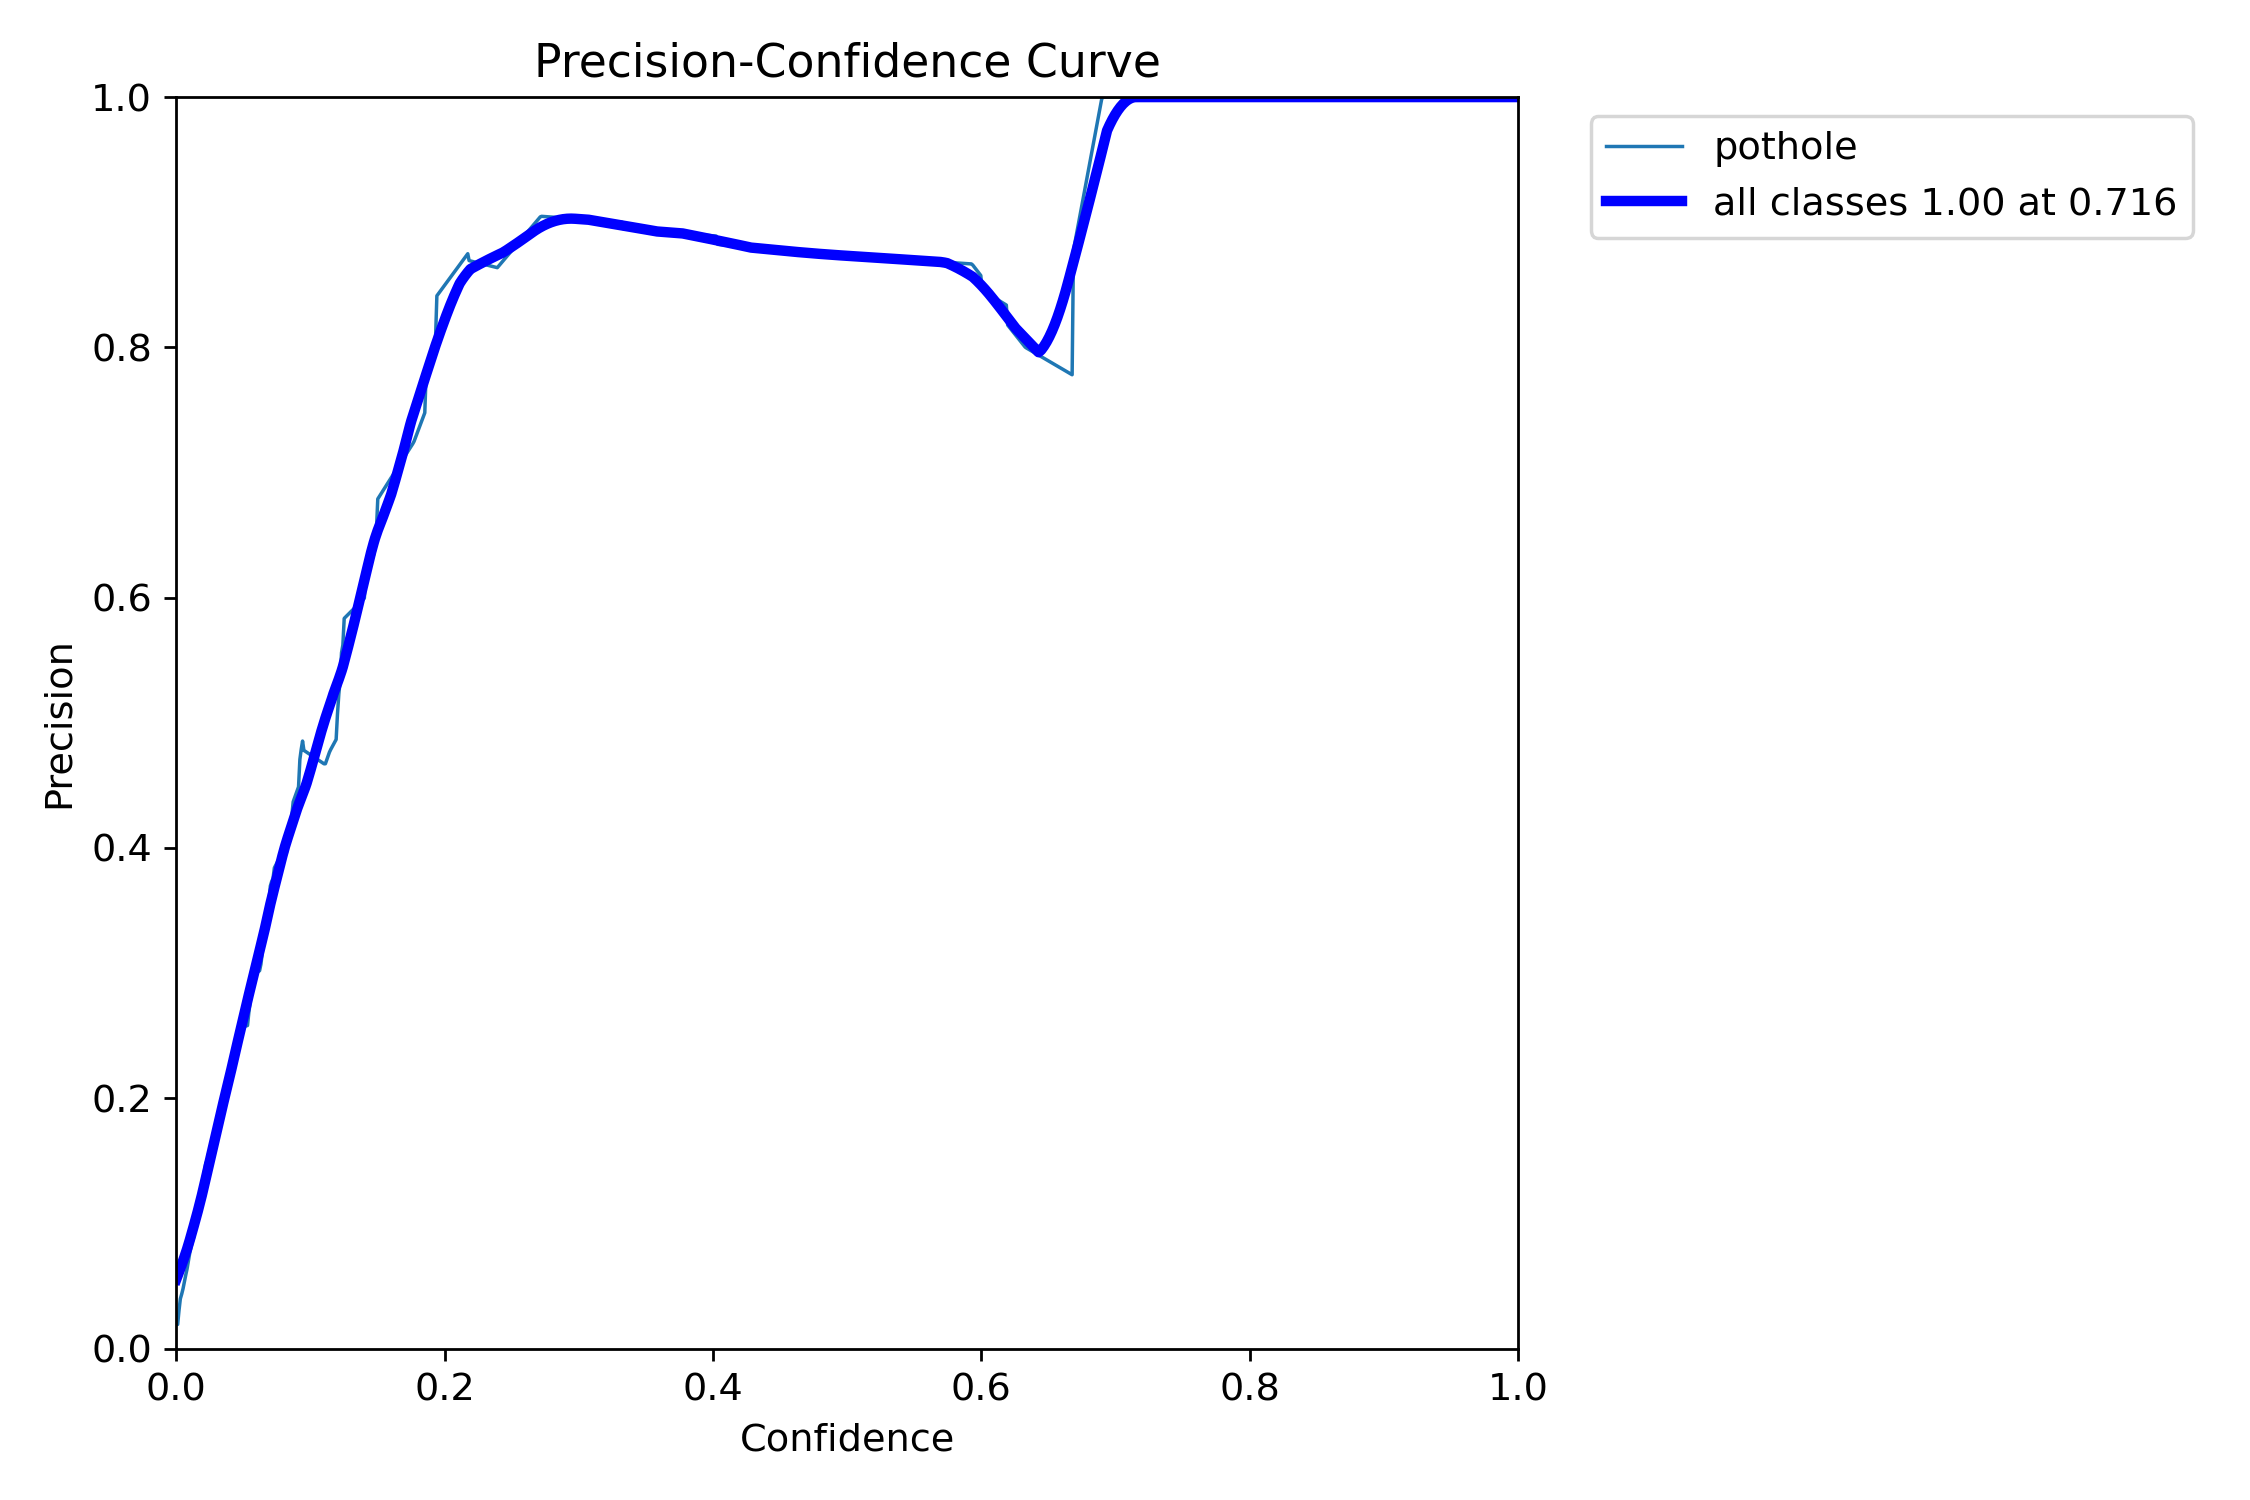 Precision-Confidence Curve
1.0
0.8
0.6
0.4
0.2
0.0
Precision
0.0 0.2 0.4 0.6 0.8 1.0
Confidence
pothole
all classes 1.00 at 0.716